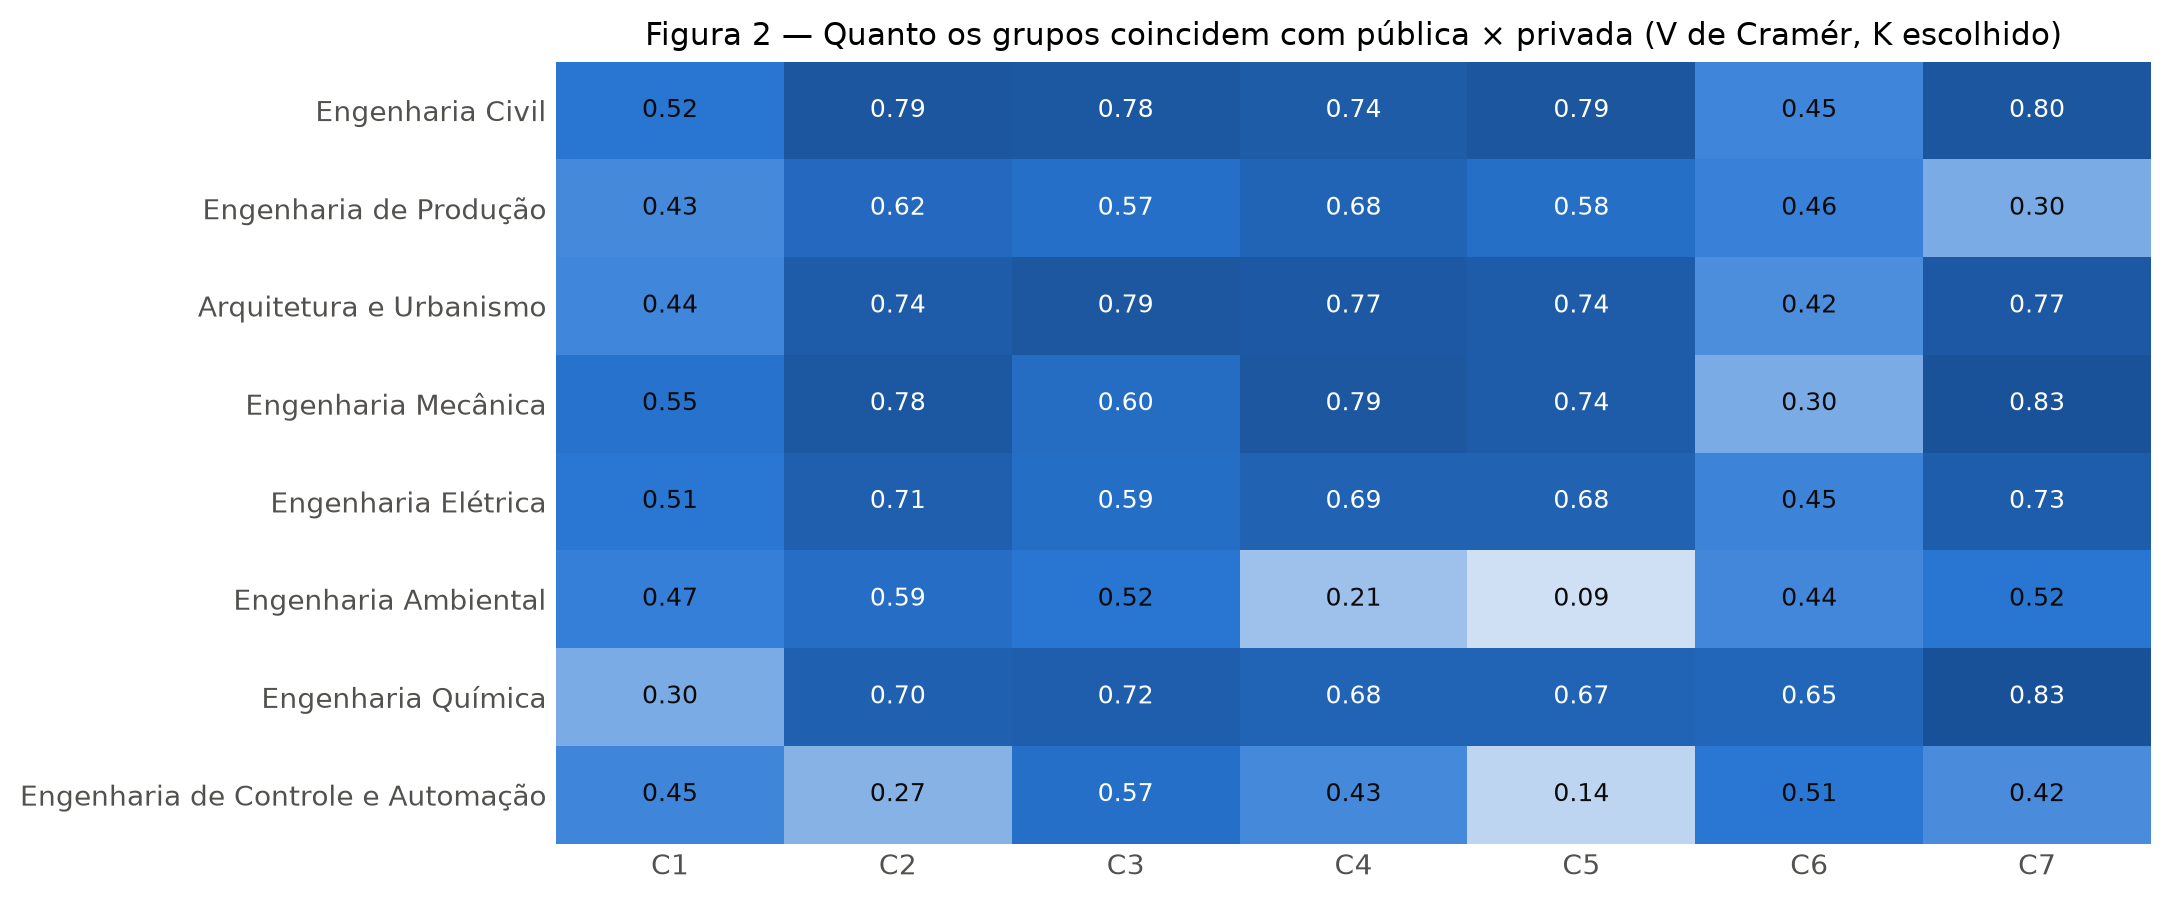 Figura 2 — Quanto os grupos coincidem com pública × privada (V de Cramér, K escolhido)
Engenharia Civil 0.52 0.79 0.78 0.74 0.79 0.45 0.80
Engenharia de Produção 0.43 0.62 0.57 0.68 0.58 0.46 0.30
Arquitetura e Urbanismo 0.44 0.74 0.79 0.77 0.74 0.42 0.77
Engenharia Mecânica 0.55 0.78 0.60 0.79 0.74 0.30 0.83
Engenharia Elétrica 0.51 0.71 0.59 0.69 0.68 0.45 0.73
Engenharia Ambiental 0.47 0.59 0.52 0.21 0.09 0.44 0.52
Engenharia Química 0.30 0.70 0.72 0.68 0.67 0.65 0.83
Engenharia de Controle e Automação 0.45 0.27 0.57 0.43 0.14 0.51 0.42
C1 C2 C3 C4 C5 C6 C7